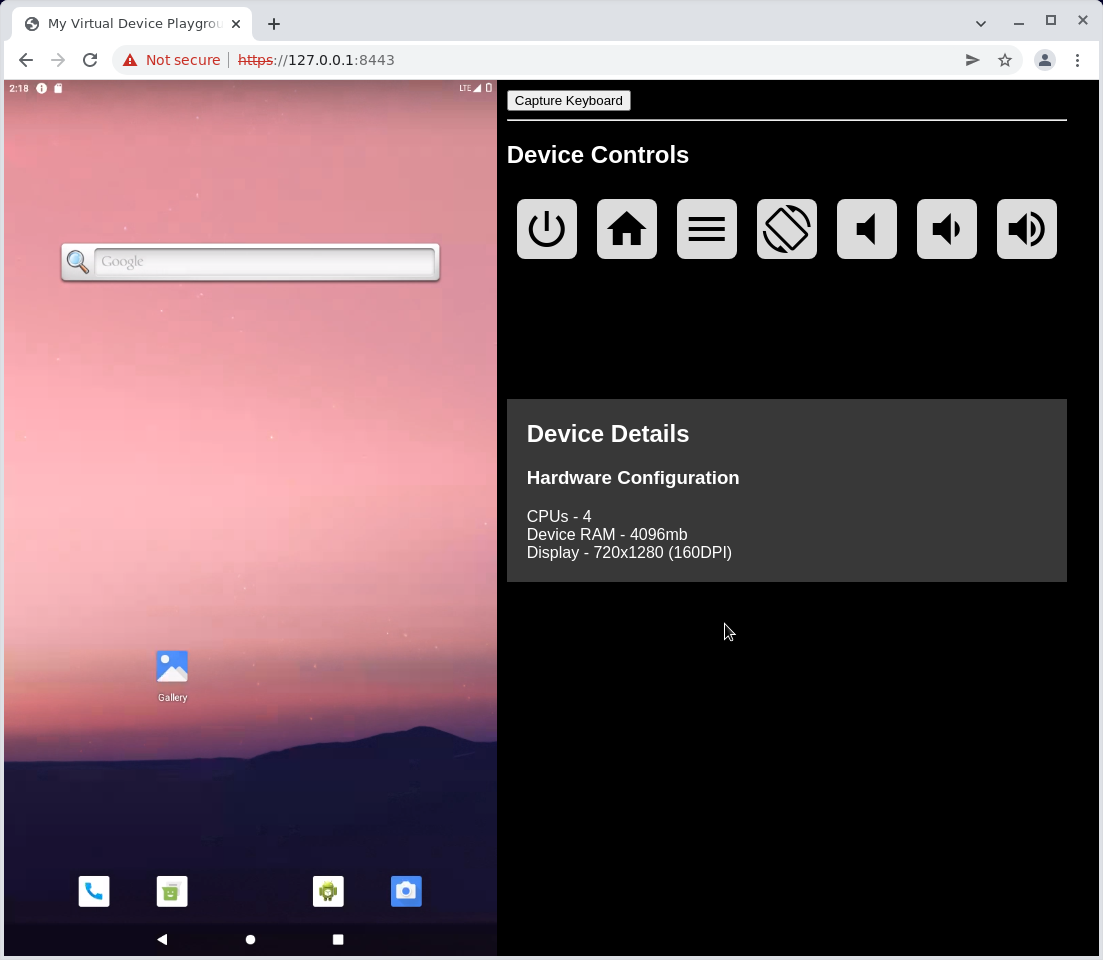 My Virtual Device Playgrou
Not secure
https://127.0.0.1:8443
2:18
LTE
Google
Gallery
Capture Keyboard
Device Controls
Device Details
Hardware Configuration
CPUs - 4
Device RAM - 4096mb
Display - 720x1280 (160DPI)